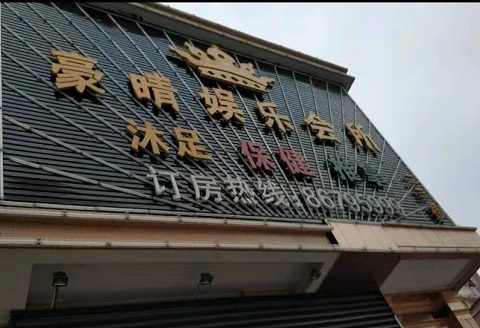 豪晴娱乐会所
沐足 保健
订房热线: